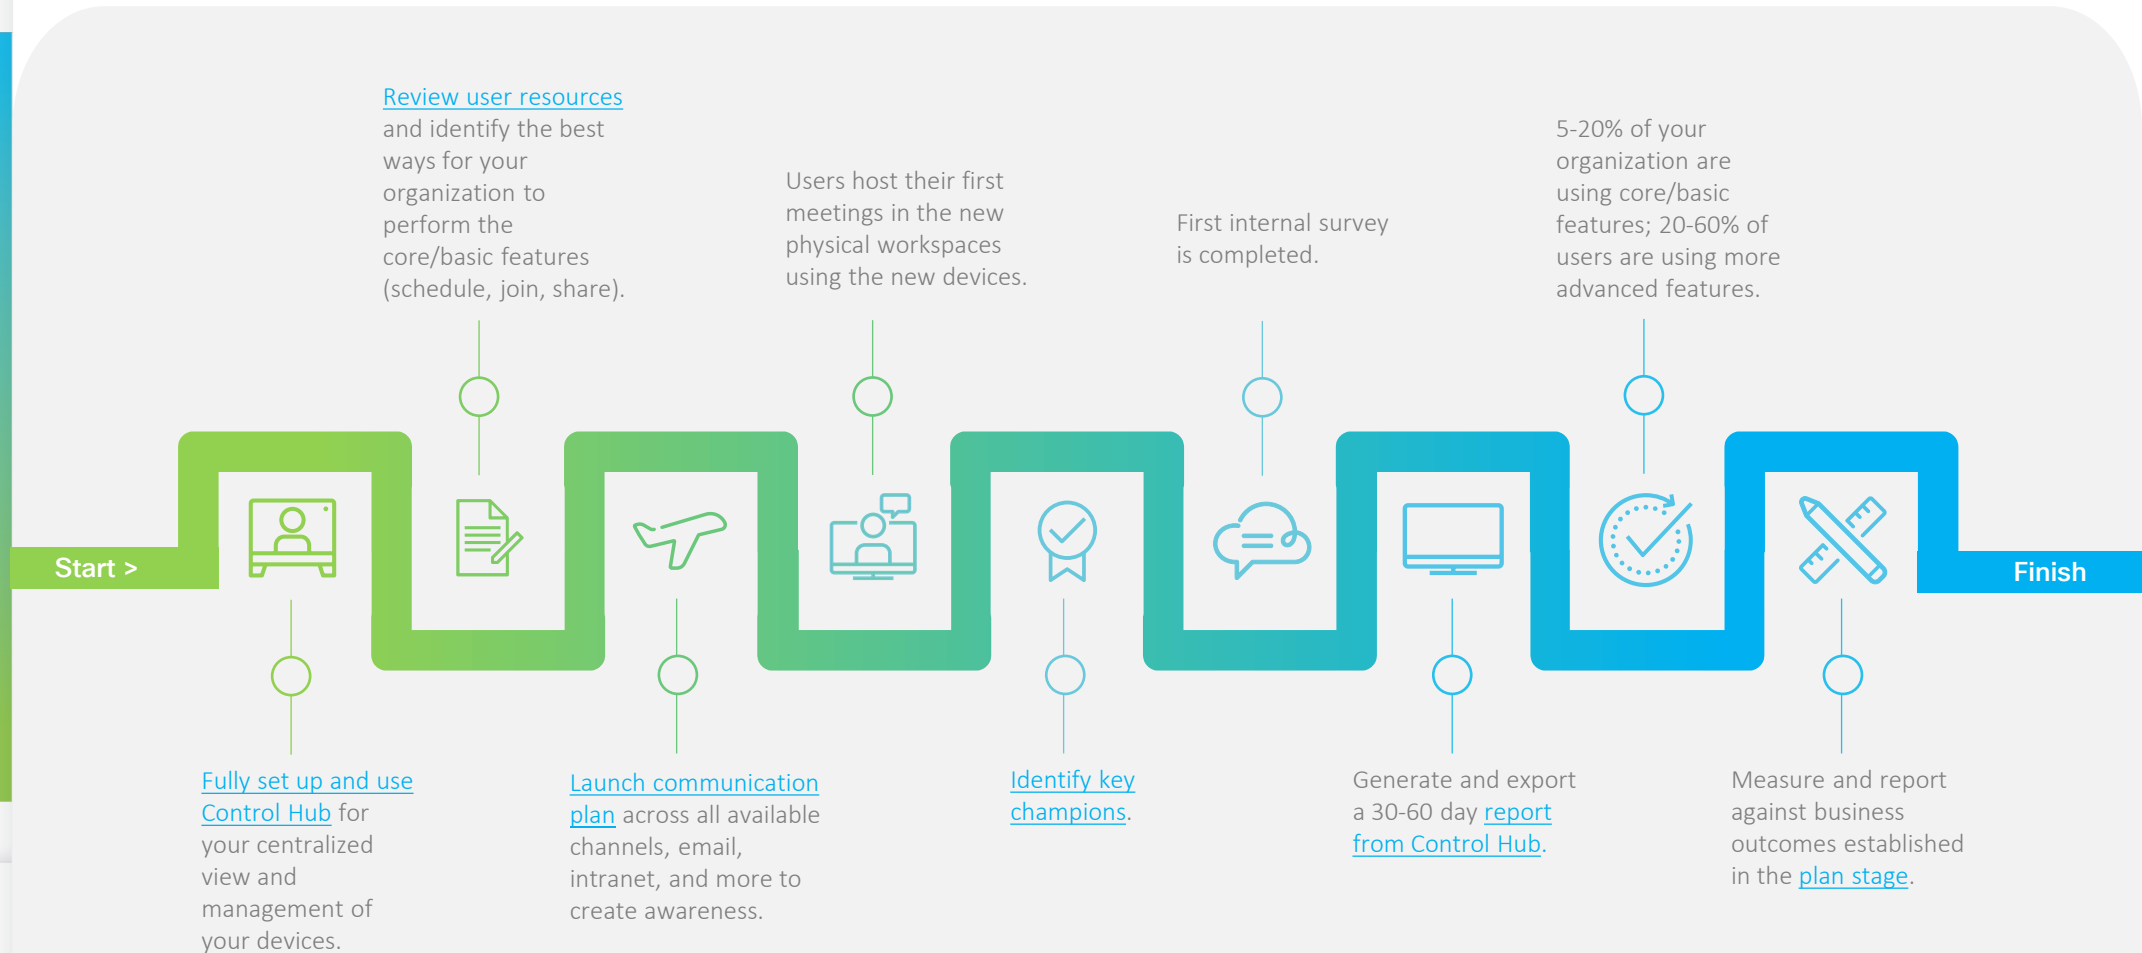 Review user resources
and identify the best
ways for your
organization to
perform the
core/basic features
(schedule, join, share).
Users host their first
meetings in the new
physical workspaces
using the new devices.
First internal survey
is completed.
5-20% of your
organization are
using core/basic
features; 20-60% of
users are using more
advanced features.
Start >
Finish
Fully set up and use
Control Hub for
your centralized
view and
management of
your devices.
Launch communication
plan across all available
channels, email,
intranet, and more to
create awareness.
Identify key
champions.
Generate and export
a 30-60 day report
from Control Hub.
Measure and report
against business
outcomes established
in the plan stage.